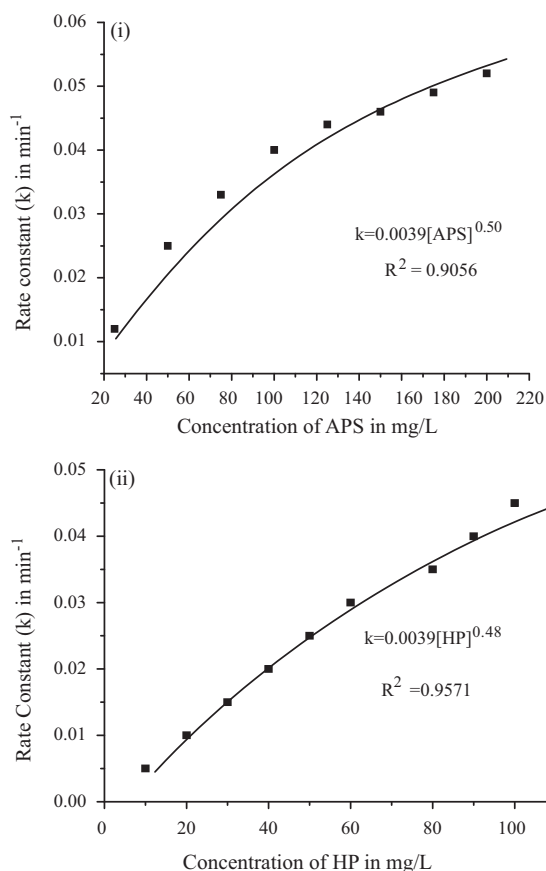 (i)
0.06
0.05
0.04
0.03
0.02
0.01
Rate constant (k) in min⁻¹
k=0.0039[APS]^0.50
R² = 0.9056
20 40 60 80 100 120 140 160 180 200 220
Concentration of APS in mg/L
(ii)
0.05
0.04
0.03
0.02
0.01
0.00
Rate Constant (k) in min⁻¹
k=0.0039[HP]^0.48
R² =0.9571
0 20 40 60 80 100
Concentration of HP in mg/L